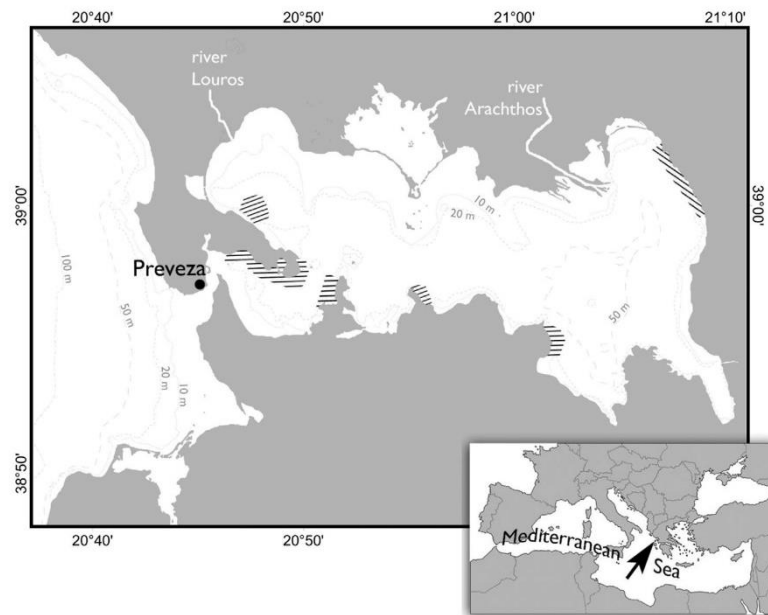 20°40'
20°50'
21°00'
21°10'
river
Louros
river
Arachthos
39°00'
39°00'
10 m
20 m
100 m
Preveza
50 m
50 m
20 m
10 m
38°50'
20°40'
20°50'
Mediterranean
Sea